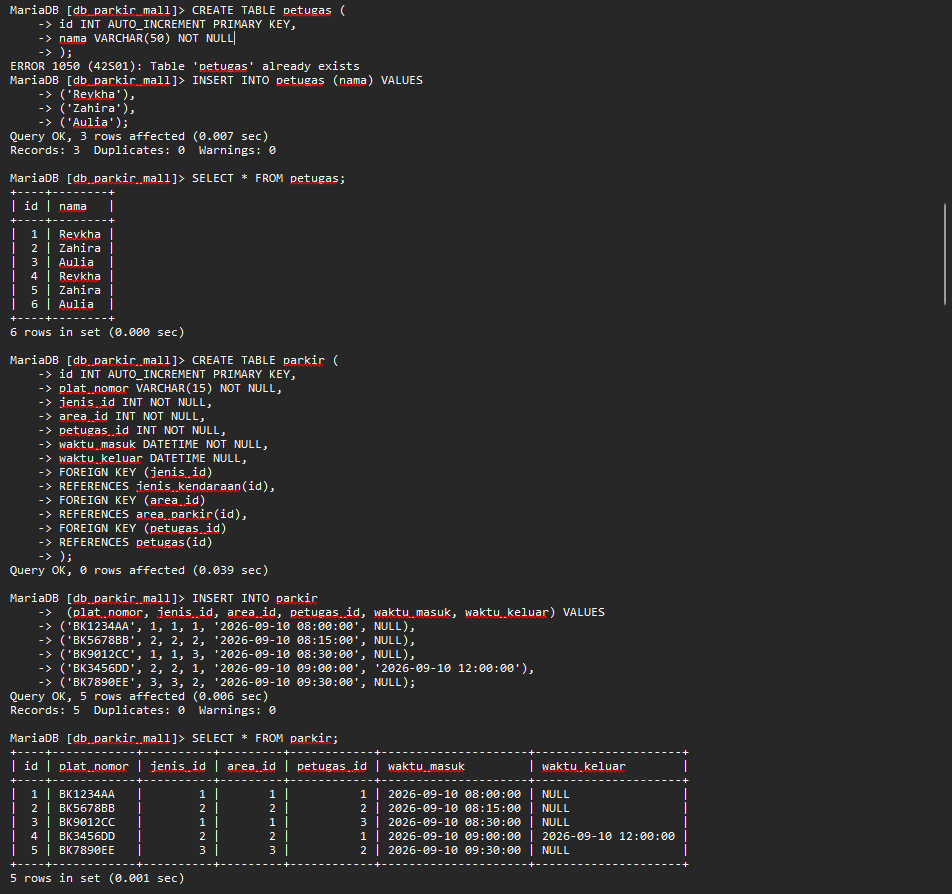 MariaDB [db_parkir_mall]> CREATE TABLE petugas (
    -> id INT AUTO_INCREMENT PRIMARY KEY,
    -> nama VARCHAR(50) NOT NULL
    -> );
ERROR 1050 (42S01): Table 'petugas' already exists
MariaDB [db_parkir_mall]> INSERT INTO petugas (nama) VALUES
    -> ('Reykha'),
    -> ('Zahira'),
    -> ('Aulia');
Query OK, 3 rows affected (0.007 sec)
Records: 3  Duplicates: 0  Warnings: 0

MariaDB [db_parkir_mall]> SELECT * FROM petugas;
+----+--------+
| id | nama   |
+----+--------+
|  1 | Reykha |
|  2 | Zahira |
|  3 | Aulia  |
|  4 | Reykha |
|  5 | Zahira |
|  6 | Aulia  |
+----+--------+
6 rows in set (0.000 sec)

MariaDB [db_parkir_mall]> CREATE TABLE parkir (
    -> id INT AUTO_INCREMENT PRIMARY KEY,
    -> plat_nomor VARCHAR(15) NOT NULL,
    -> jenis_id INT NOT NULL,
    -> area_id INT NOT NULL,
    -> petugas_id INT NOT NULL,
    -> waktu_masuk DATETIME NOT NULL,
    -> waktu_keluar DATETIME NULL,
    -> FOREIGN KEY (jenis_id)
    -> REFERENCES jenis_kendaraan(id),
    -> FOREIGN KEY (area_id)
    -> REFERENCES area_parkir(id),
    -> FOREIGN KEY (petugas_id)
    -> REFERENCES petugas(id)
    -> );
Query OK, 0 rows affected (0.039 sec)

MariaDB [db_parkir_mall]> INSERT INTO parkir
    ->  (plat_nomor, jenis_id, area_id, petugas_id, waktu_masuk, waktu_keluar) VALUES
    -> ('BK1234AA', 1, 1, 1, '2026-09-10 08:00:00', NULL),
    -> ('BK5678BB', 2, 2, 2, '2026-09-10 08:15:00', NULL),
    -> ('BK9012CC', 1, 1, 3, '2026-09-10 08:30:00', NULL),
    -> ('BK3456DD', 2, 2, 1, '2026-09-10 09:00:00', '2026-09-10 12:00:00'),
    -> ('BK7890EE', 3, 3, 2, '2026-09-10 09:30:00', NULL);
Query OK, 5 rows affected (0.006 sec)
Records: 5  Duplicates: 0  Warnings: 0

MariaDB [db_parkir_mall]> SELECT * FROM parkir;
+----+------------+----------+---------+------------+---------------------+---------------------+
| id | plat_nomor | jenis_id | area_id | petugas_id | waktu_masuk         | waktu_keluar        |
+----+------------+----------+---------+------------+---------------------+---------------------+
|  1 | BK1234AA   |        1 |       1 |          1 | 2026-09-10 08:00:00 | NULL                |
|  2 | BK5678BB   |        2 |       2 |          2 | 2026-09-10 08:15:00 | NULL                |
|  3 | BK9012CC   |        1 |       1 |          3 | 2026-09-10 08:30:00 | NULL                |
|  4 | BK3456DD   |        2 |       2 |          1 | 2026-09-10 09:00:00 | 2026-09-10 12:00:00 |
|  5 | BK7890EE   |        3 |       3 |          2 | 2026-09-10 09:30:00 | NULL                |
+----+------------+----------+---------+------------+---------------------+---------------------+
5 rows in set (0.001 sec)